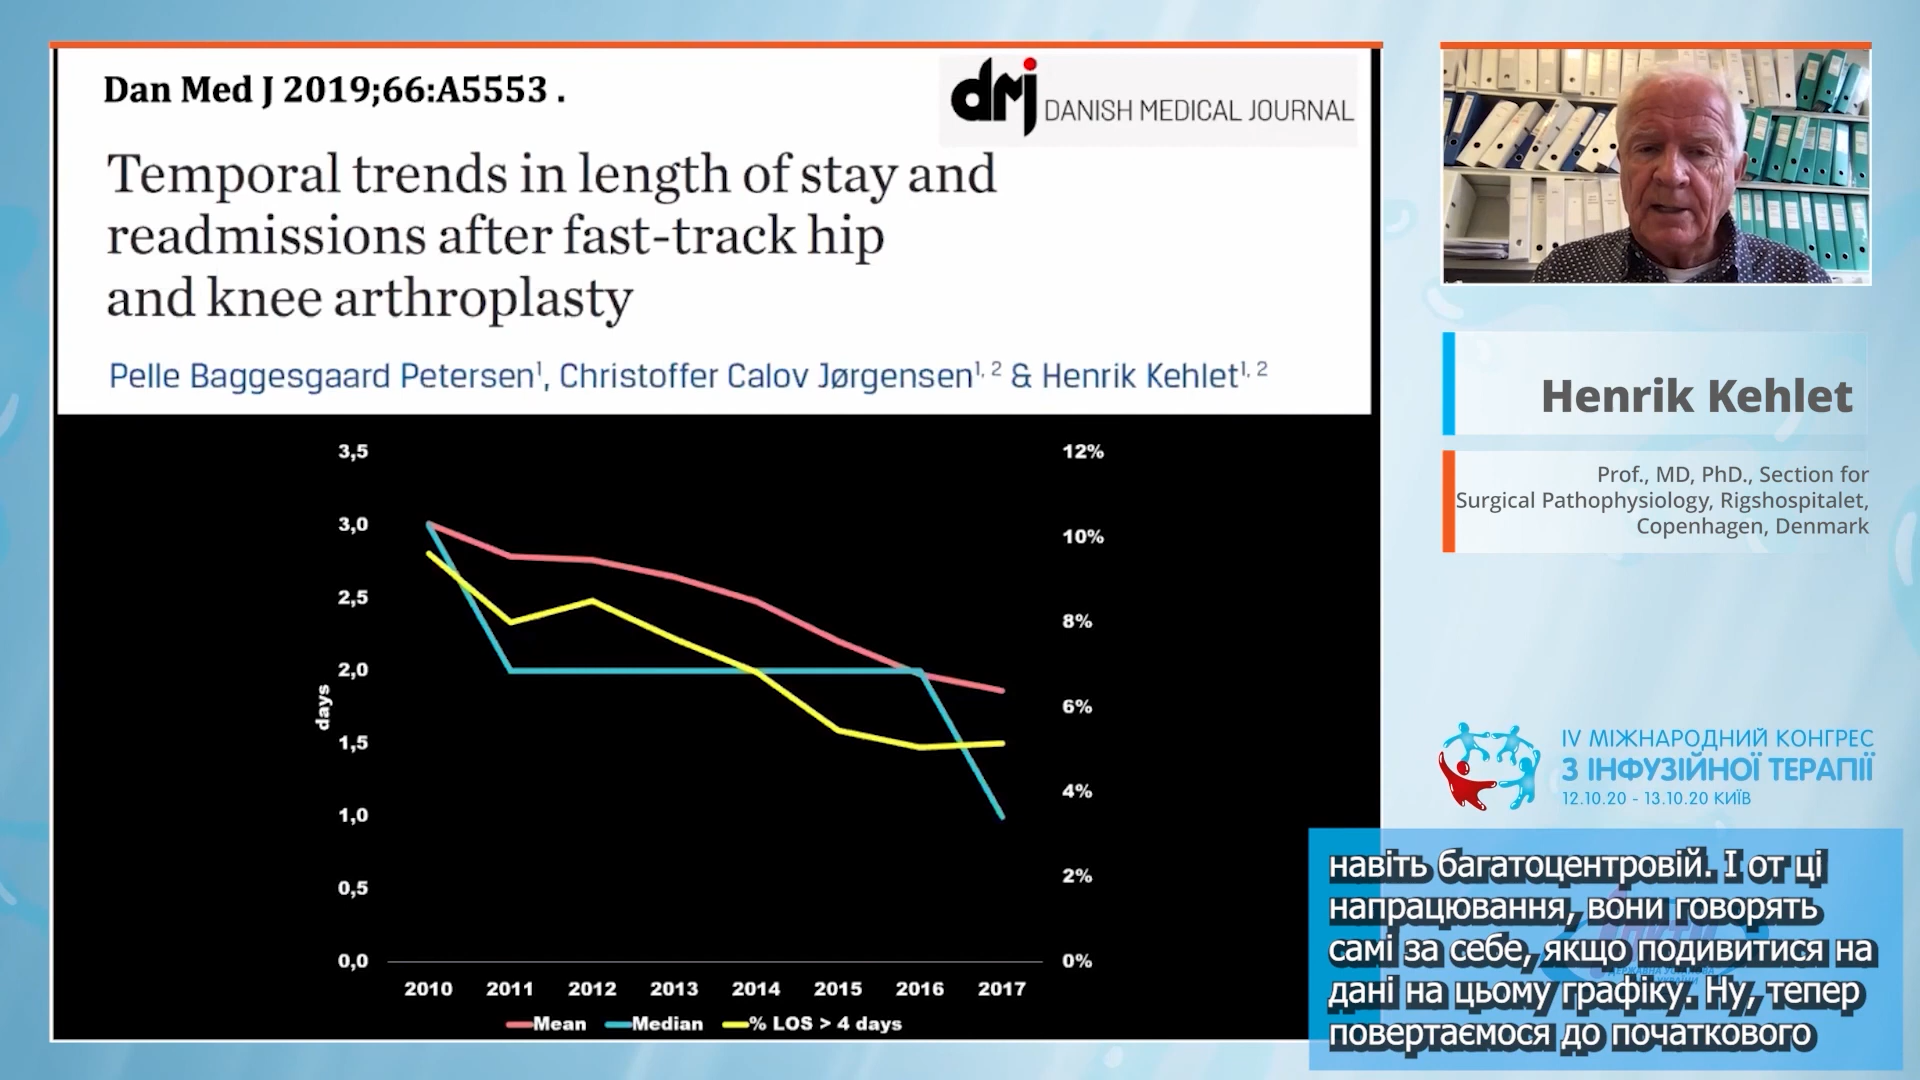 Dan Med J 2019;66:A5553 .
drj DANISH MEDICAL JOURNAL
Temporal trends in length of stay and
readmissions after fast-track hip
and knee arthroplasty
Pelle Baggesgaard Petersen¹, Christoffer Calov Jørgensen¹, ² & Henrik Kehlet¹, ²
3,5
3,0
2,5
2,0
1,5
1,0
0,5
0,0
days
12%
10%
8%
6%
4%
2%
0%
2010 2011 2012 2013 2014 2015 2016 2017
Mean Median % LOS > 4 days
Henrik Kehlet
Prof., MD, PhD., Section for
Surgical Pathophysiology, Rigshospitalet,
Copenhagen, Denmark
IV МІЖНАРОДНИЙ КОНГРЕС
З ІНФУЗІЙНОЇ ТЕРАПІЇ
12.10.20 - 13.10.20 КИЇВ
навіть багатоцентровій. І от ці
напрацювання, вони говорять
самі за себе, якщо подивитися на
дані на цьому графіку. Ну, тепер
повертаємося до початкового